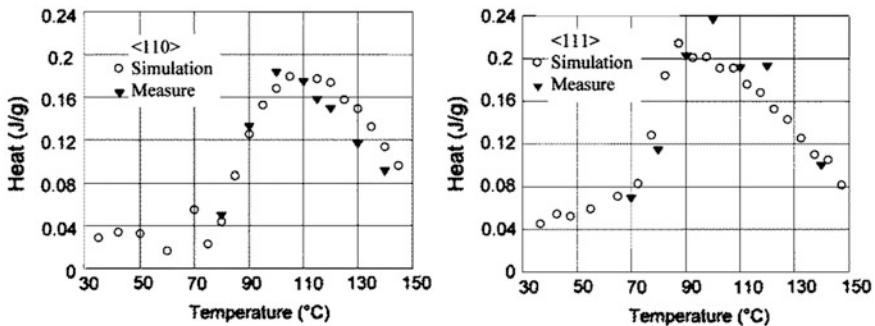 0.24
<110>
0.2
Simulation
Measure
0.16
0.12
0.08
0.04
0
30 50 70 90 110 130 150
Heat (J/g)
Temperature (°C)
0.24
<111>
0.2
Simulation
Measure
0.16
0.12
0.08
0.04
0
30 50 70 90 110 130 150
Heat (J/g)
Temperature (°C)